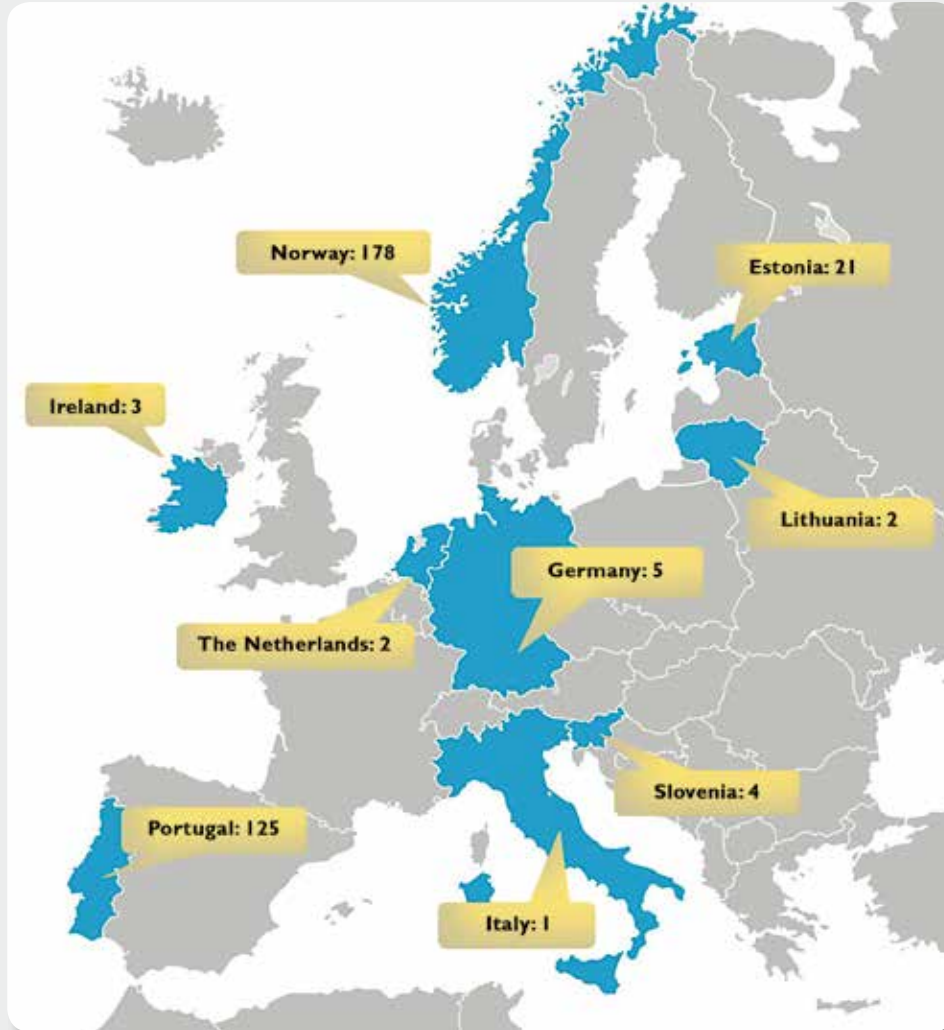 Norway: 178
Estonia: 21
Ireland: 3
Lithuania: 2
Germany: 5
The Netherlands: 2
Slovenia: 4
Portugal: 125
Italy: 1